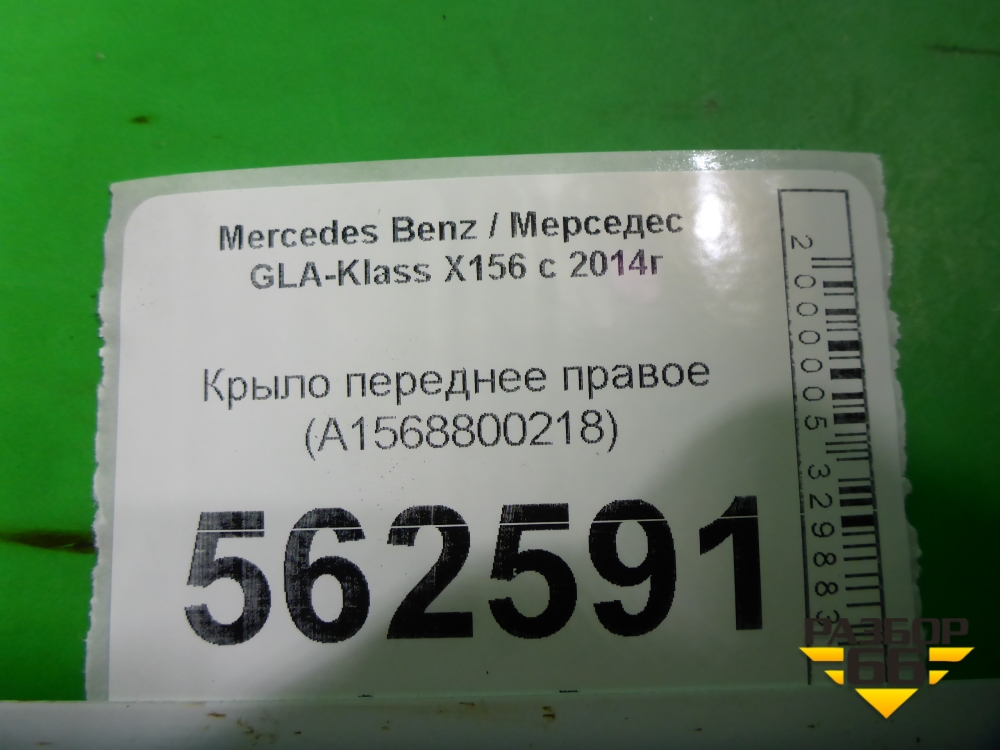 Mercedes Benz / Мерседес
GLA-Klass X156 с 2014г
Крыло переднее правое
(A1568800218)
562591
2000005329883
РАЗБОР
66